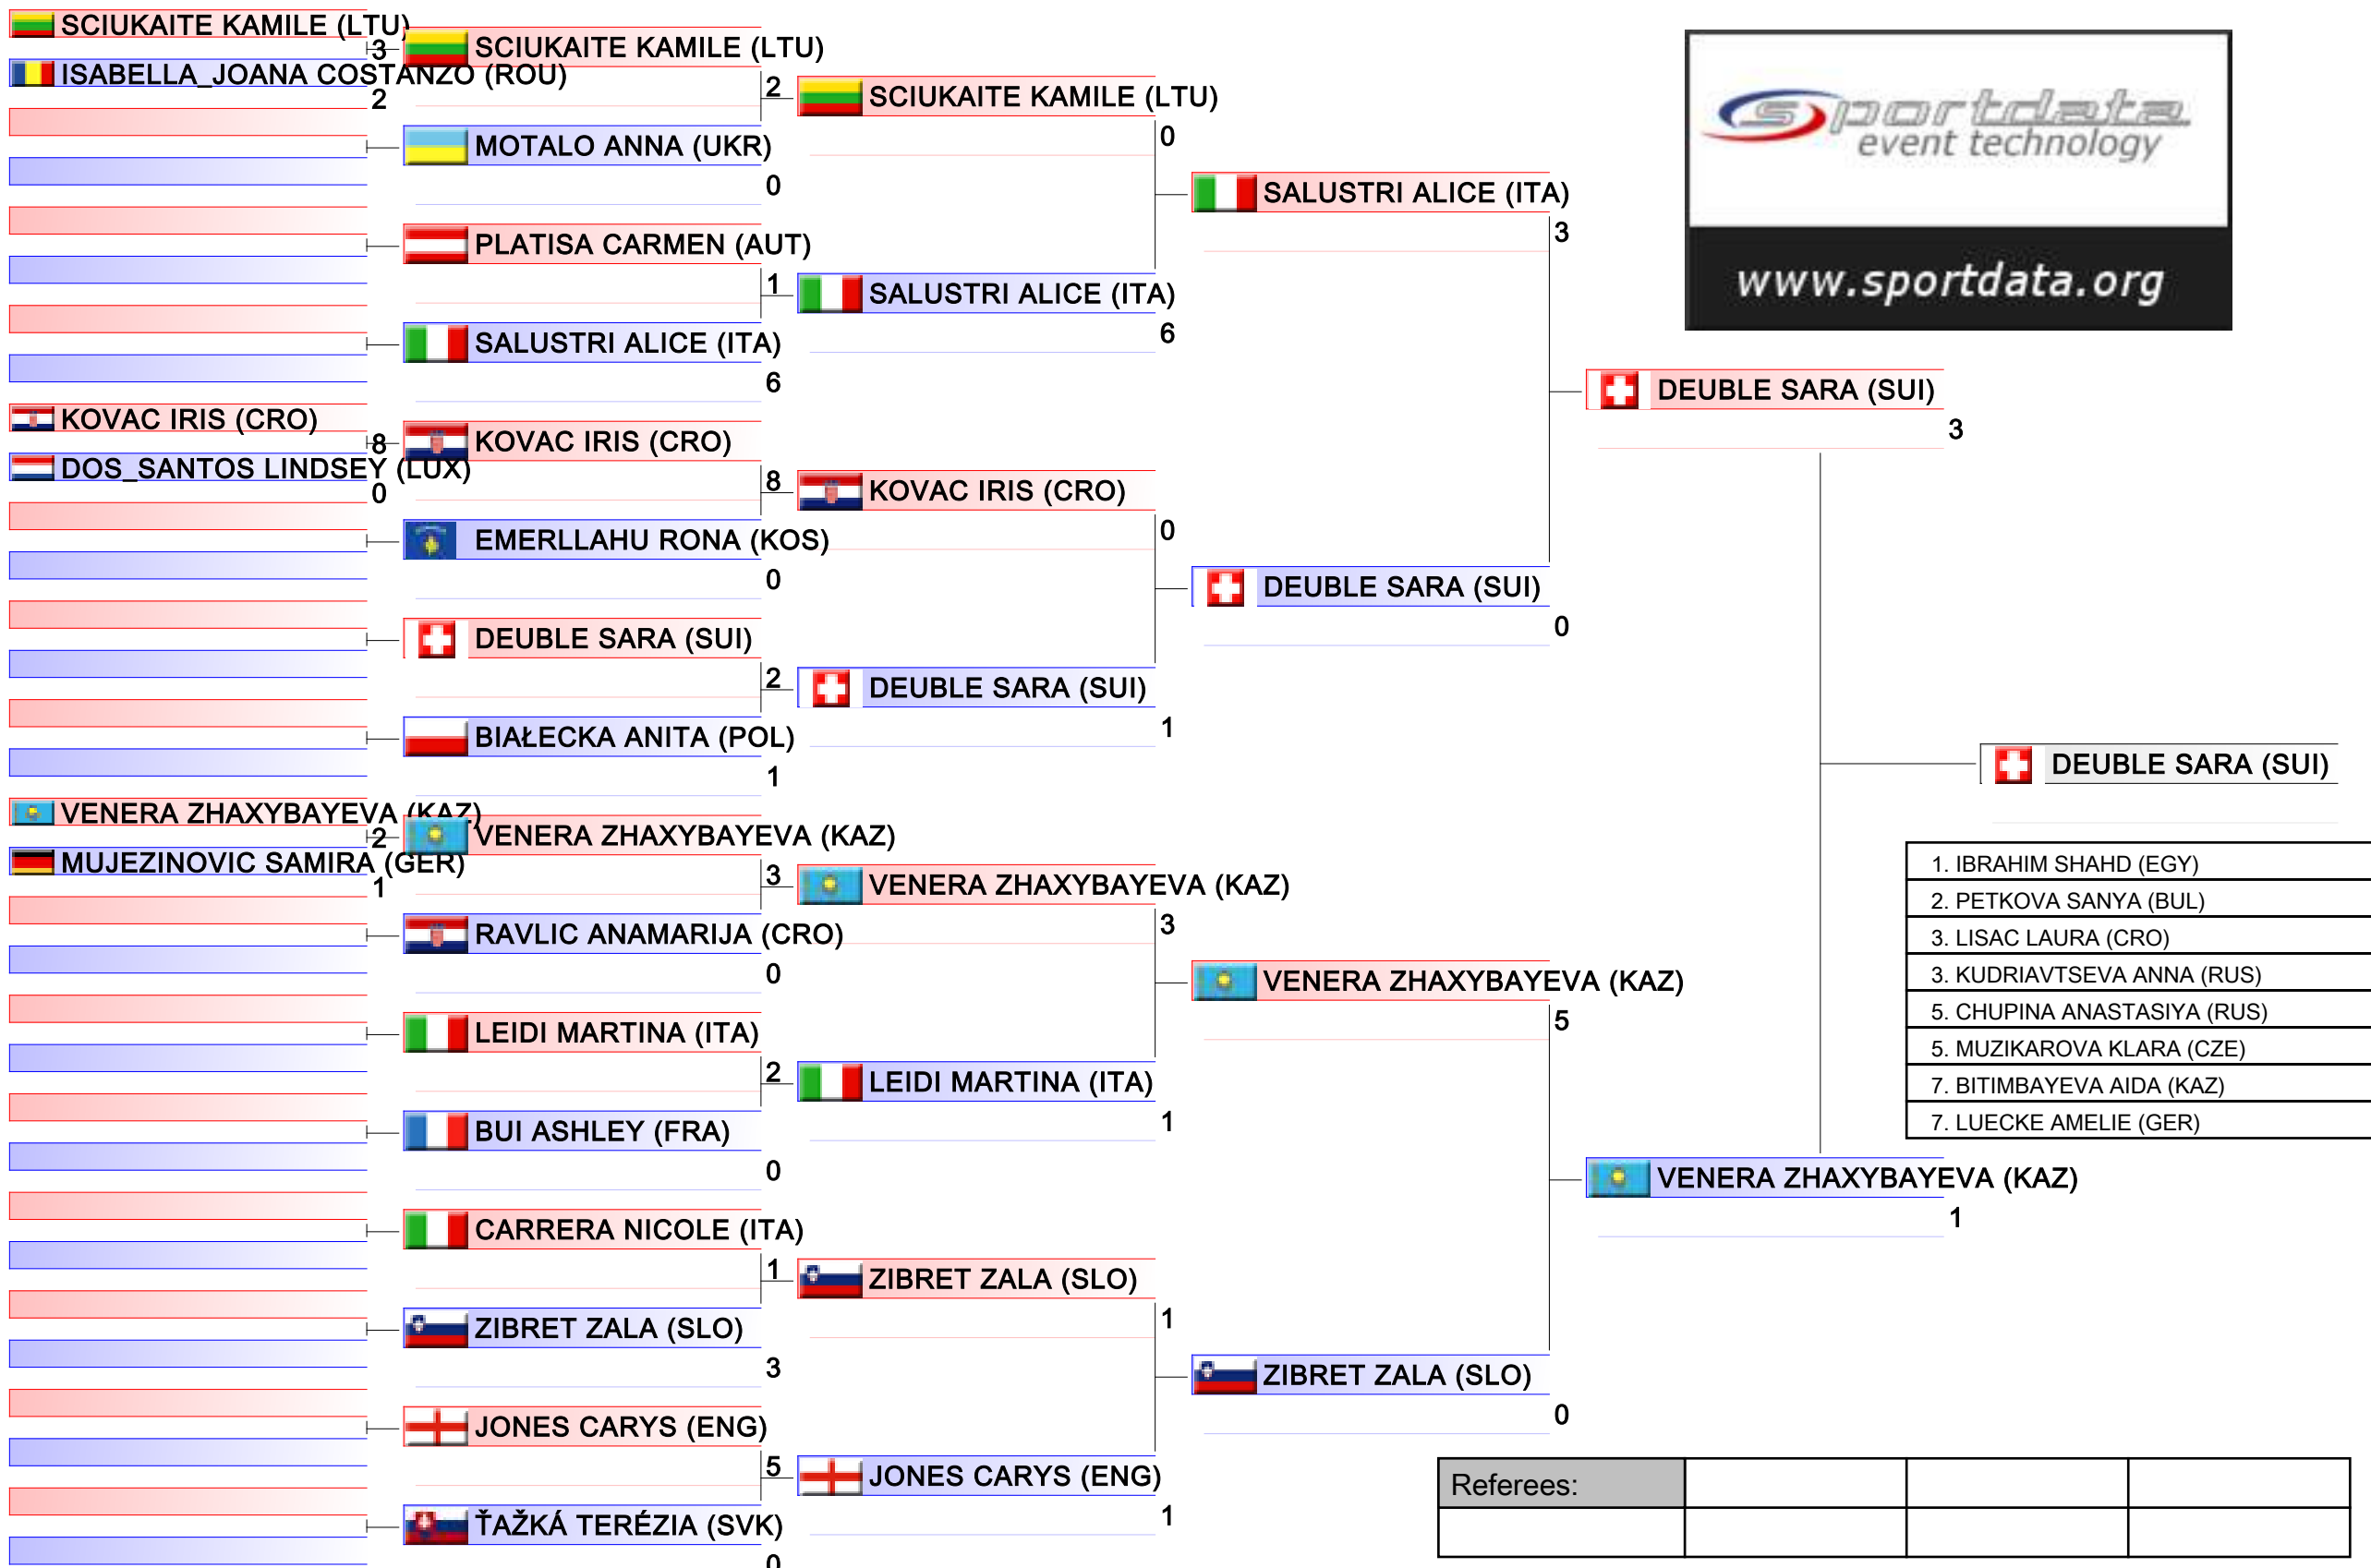 SCIUKAITE KAMILE (LTU)
3
ISABELLA_JOANA COSTANZO (ROU)
2
KOVAC IRIS (CRO)
8
DOS_SANTOS LINDSEY (LUX)
0
VENERA ZHAXYBAYEVA (KAZ)
2
MUJEZINOVIC SAMIRA (GER)
1
SCIUKAITE KAMILE (LTU)
2
MOTALO ANNA (UKR)
0
PLATISA CARMEN (AUT)
1
SALUSTRI ALICE (ITA)
6
KOVAC IRIS (CRO)
8
EMERLLAHU RONA (KOS)
0
DEUBLE SARA (SUI)
2
BIAŁECKA ANITA (POL)
1
VENERA ZHAXYBAYEVA (KAZ)
3
RAVLIC ANAMARIJA (CRO)
0
LEIDI MARTINA (ITA)
2
BUI ASHLEY (FRA)
0
CARRERA NICOLE (ITA)
1
ZIBRET ZALA (SLO)
3
JONES CARYS (ENG)
5
ŤAŽKÁ TERÉZIA (SVK)
0
SCIUKAITE KAMILE (LTU)
0
SALUSTRI ALICE (ITA)
6
KOVAC IRIS (CRO)
0
DEUBLE SARA (SUI)
1
VENERA ZHAXYBAYEVA (KAZ)
3
LEIDI MARTINA (ITA)
1
ZIBRET ZALA (SLO)
1
JONES CARYS (ENG)
1
SALUSTRI ALICE (ITA)
3
DEUBLE SARA (SUI)
0
VENERA ZHAXYBAYEVA (KAZ)
5
ZIBRET ZALA (SLO)
0
DEUBLE SARA (SUI)
3
VENERA ZHAXYBAYEVA (KAZ)
1
DEUBLE SARA (SUI)
sportdata
event technology
www.sportdata.org
1. IBRAHIM SHAHD (EGY)
2. PETKOVA SANYA (BUL)
3. LISAC LAURA (CRO)
3. KUDRIAVTSEVA ANNA (RUS)
5. CHUPINA ANASTASIYA (RUS)
5. MUZIKAROVA KLARA (CZE)
7. BITIMBAYEVA AIDA (KAZ)
7. LUECKE AMELIE (GER)
Referees: